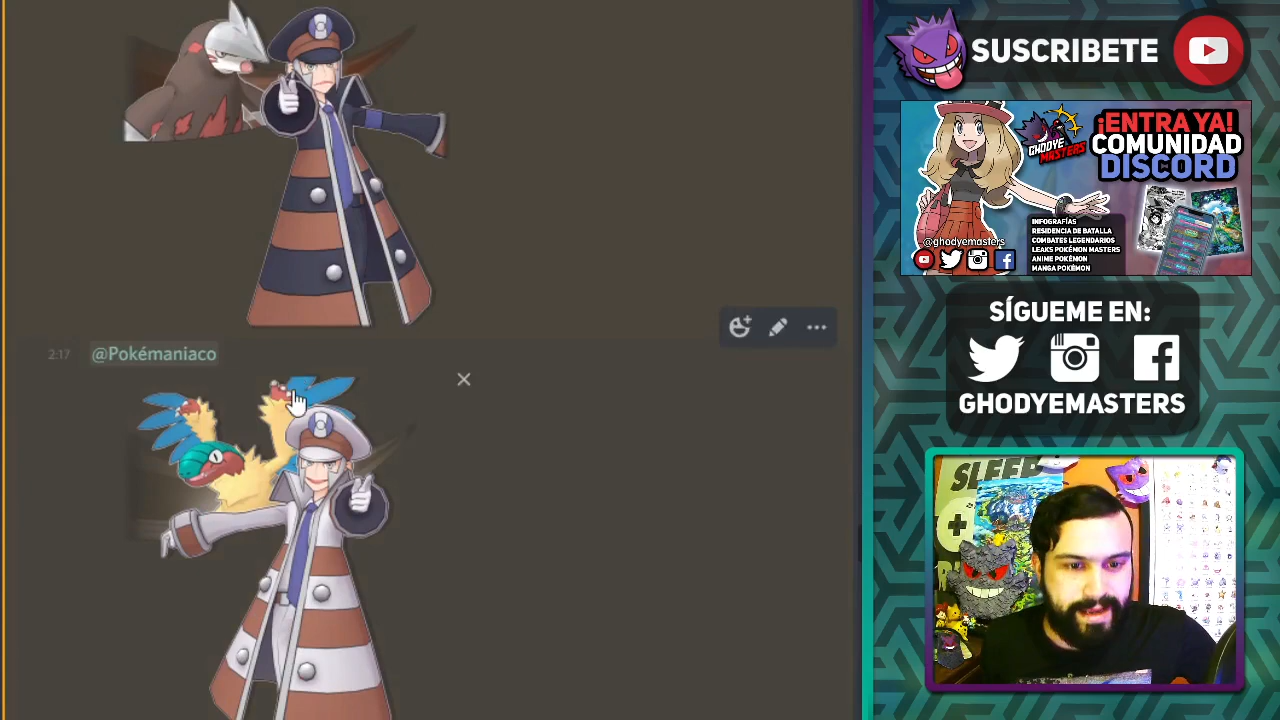 2:17 @Pokémaniaco
SUSCRIBETE
GHODYE
MASTERS
¡ENTRA YA!
COMUNIDAD
DISCORD
@ghodyemasters
INFOGRAFÍAS
RESIDENCIA DE BATALLA
COMBATES LEGENDARIOS
LEAKS POKÉMON MASTERS
ANIME POKÉMON
MANGA POKÉMON
SÍGUEME EN:
GHODYEMASTERS
SLEEP